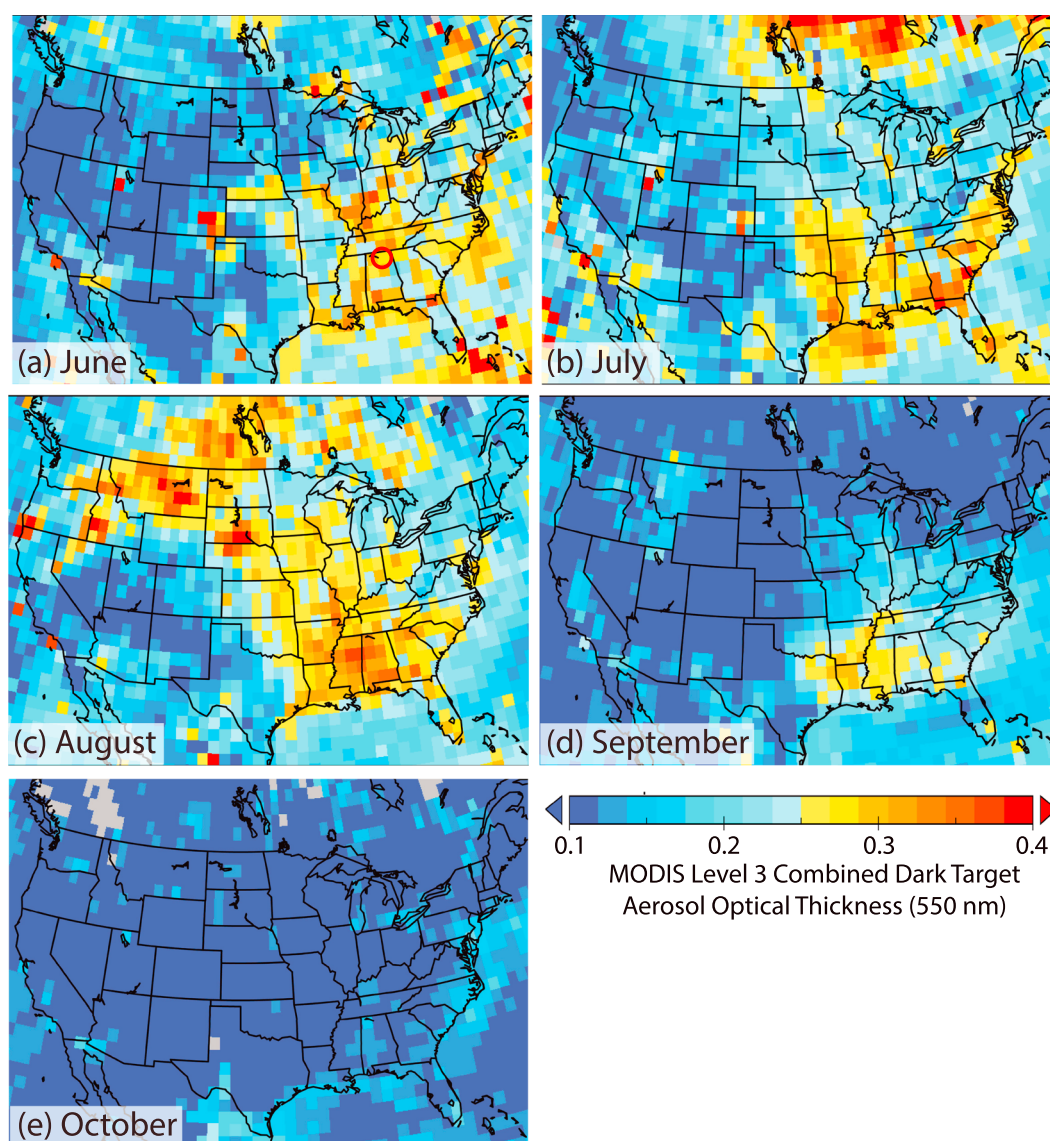 (a) June
(b) July
(c) August
(d) September
(e) October
0.1 0.2 0.3 0.4
MODIS Level 3 Combined Dark Target
Aerosol Optical Thickness (550 nm)